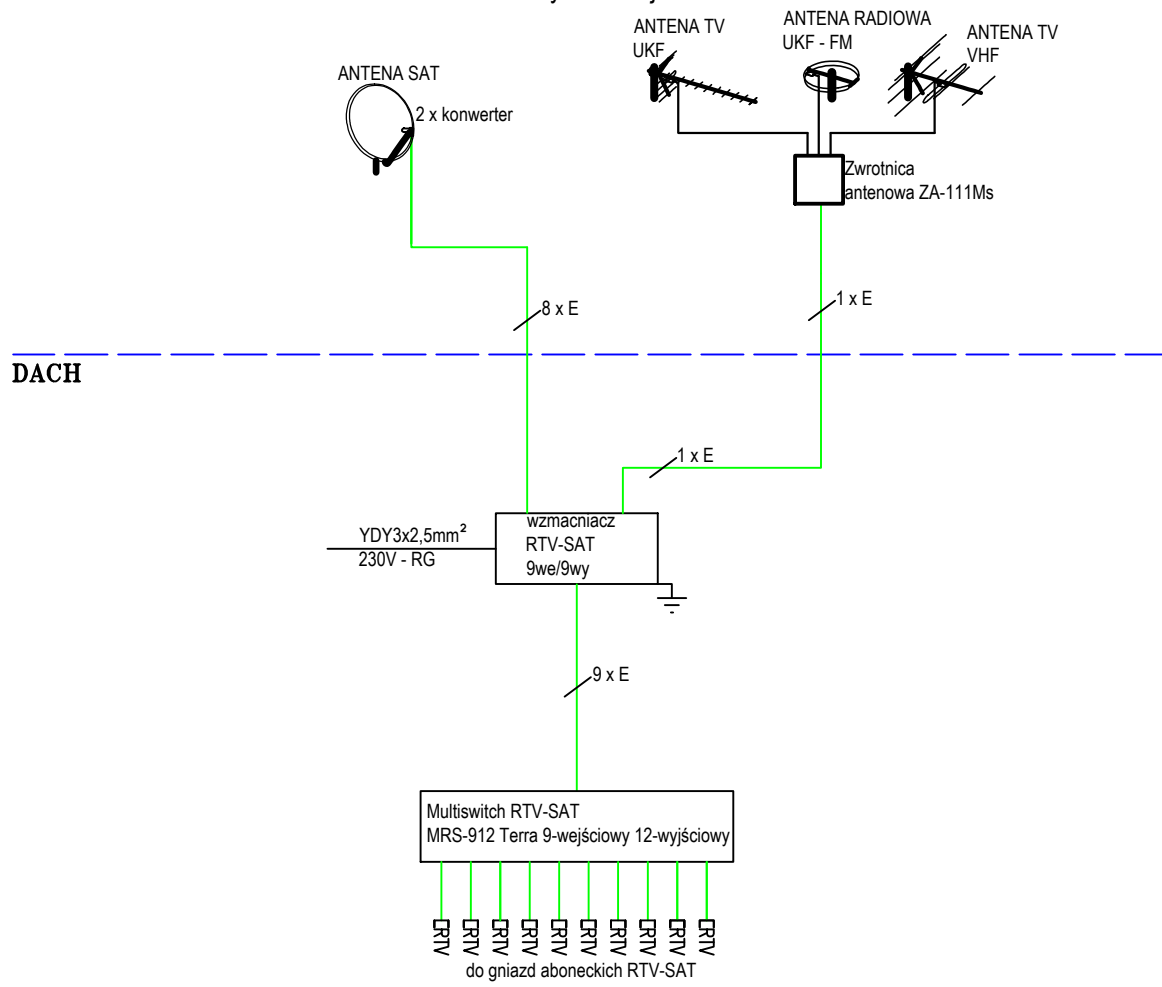 ANTENA SAT
2 x konwerter
ANTENA TV
UKF
ANTENA RADIOWA
UKF - FM
ANTENA TV
VHF
Zwrotnica
antenowa ZA-111Ms
8 x E
1 x E
DACH
1 x E
YDY3x2,5mm²
230V - RG
wzmacniacz
RTV-SAT
9we/9wy
9 x E
Multiswitch RTV-SAT
MRS-912 Terra 9-wejściowy 12-wyjściowy
RTV
RTV
RTV
RTV
RTV
RTV
RTV
RTV
RTV
RTV
do gniazd aboneckich RTV-SAT